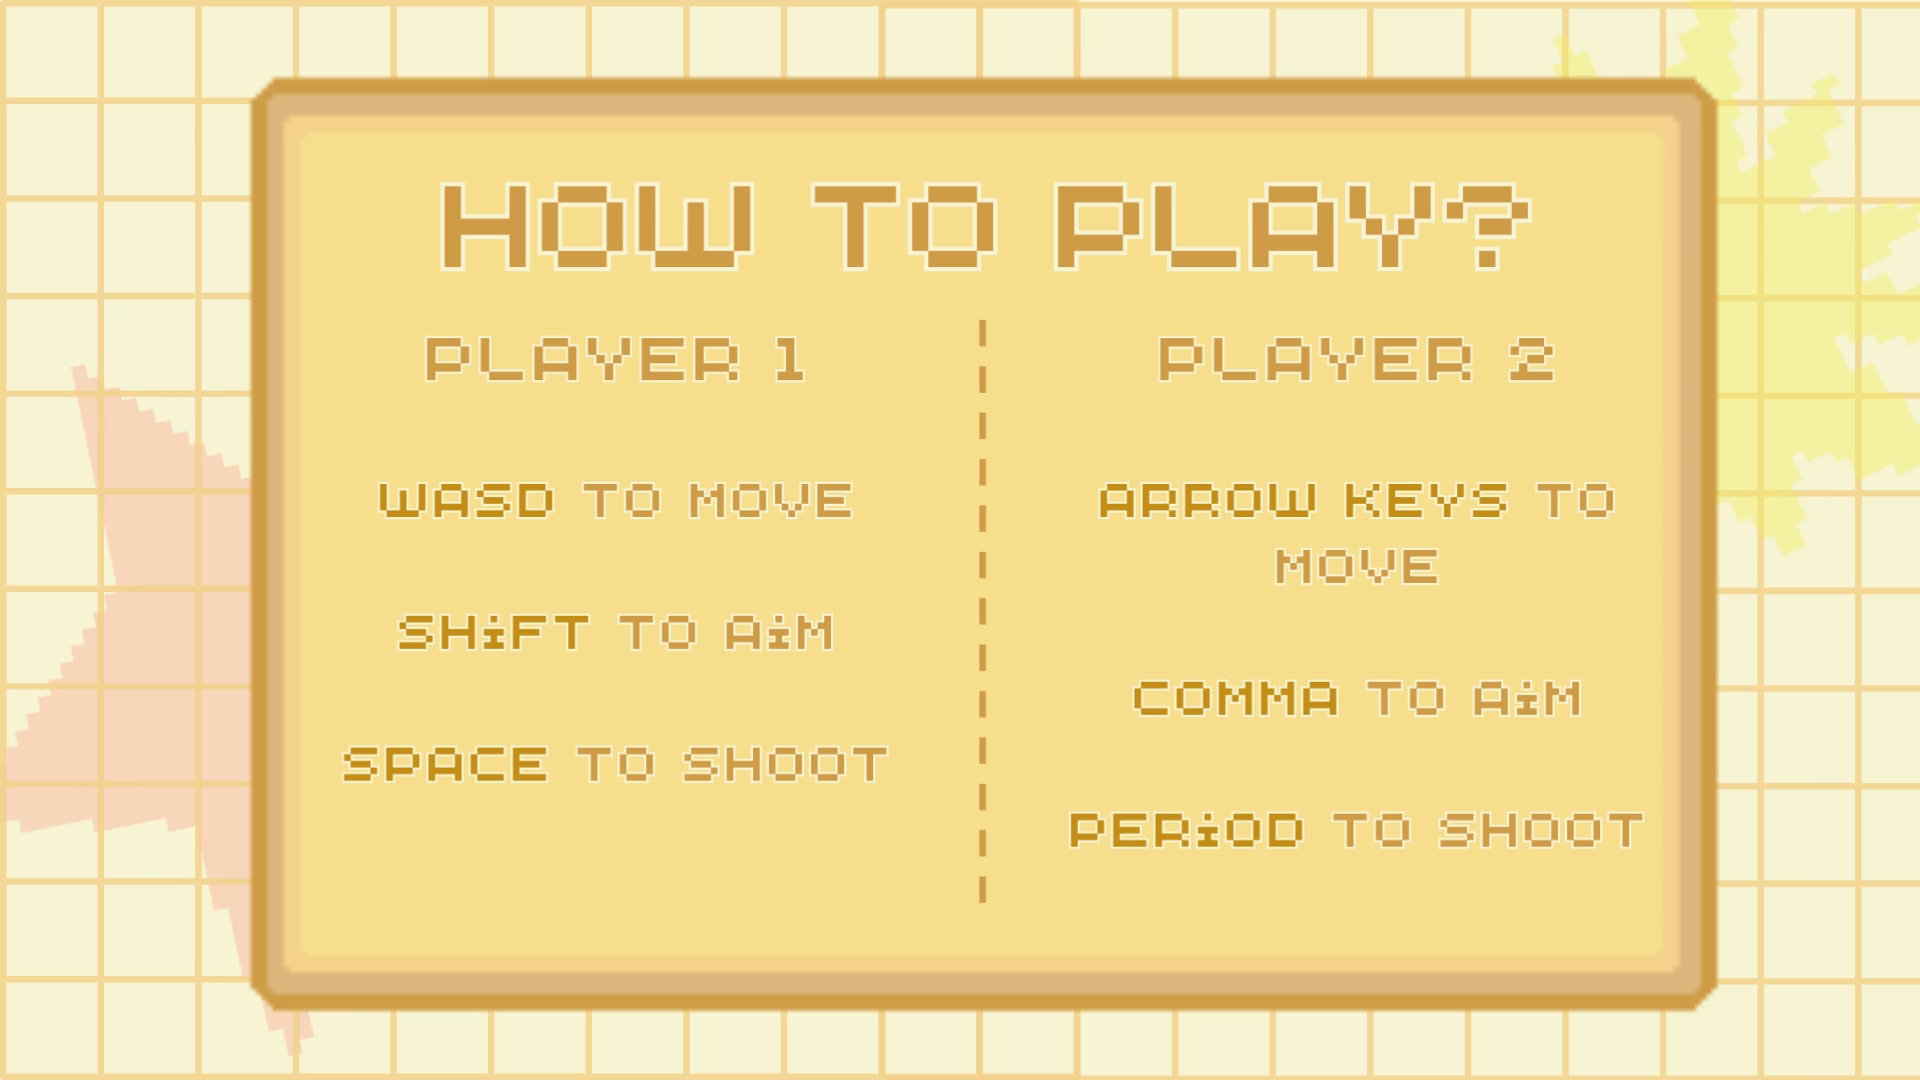 HOW TO PLAY?
PLAYER 1
WASD TO MOVE
SHiFT TO AiM
SPACE TO SHOOT
PLAYER 2
ARROW KEYS TO
MOVE
COMMA TO AiM
PERiOD TO SHOOT